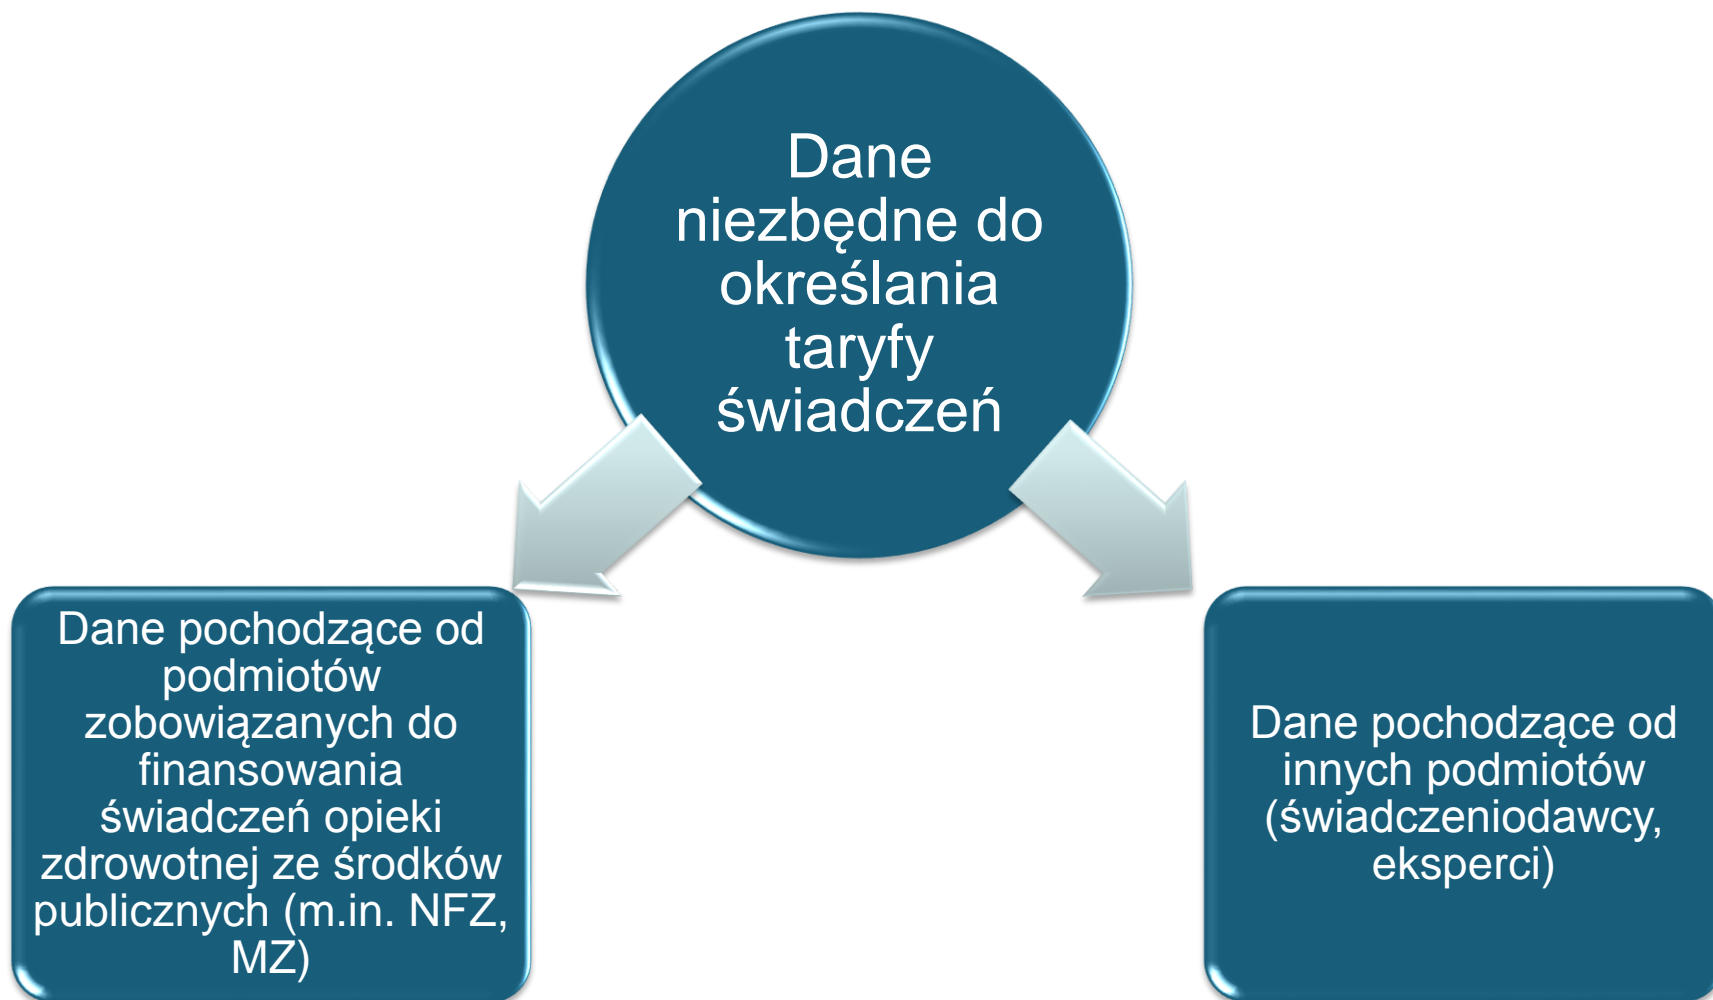 Dane
niezbędne do
określania
taryfy
świadczeń
Dane pochodzące od
podmiotów
zobowiązanych do
finansowania
świadczeń opieki
zdrowotnej ze środków
publicznych (m.in. NFZ,
MZ)
Dane pochodzące od
innych podmiotów
(świadczeniodawcy,
eksperci)